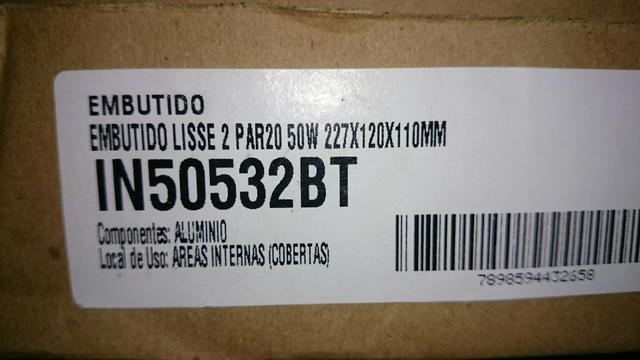 EMBUTIDO
EMBUTIDO LISSE 2 PAR20 50W 227X120X110MM
IN50532BT
Componentes: ALUMINIO
Local de Uso: AREAS INTERNAS (COBERTAS)
7898594432658